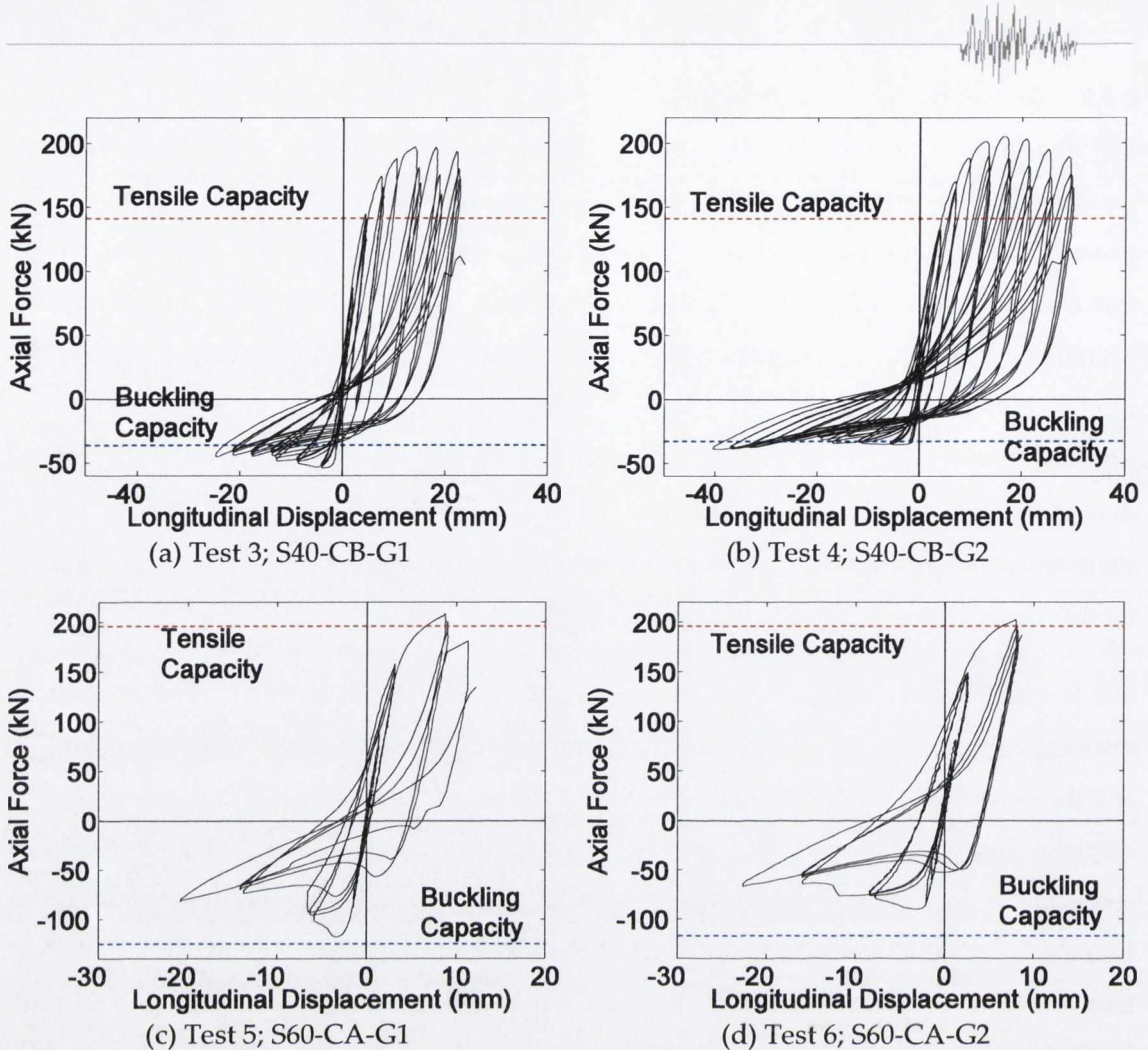 200
150
100
50
0
-50
Axial Force (kN)
Tensile Capacity
Buckling
Capacity
-40
-20
0
20
40
Longitudinal Displacement (mm)
(a) Test 3; S40-CB-G1
200
150
100
50
0
-50
Axial Force (kN)
Tensile Capacity
Buckling
Capacity
-40
-20
0
20
40
Longitudinal Displacement (mm)
(b) Test 4; S40-CB-G2
200
150
100
50
0
-50
-100
Axial Force (kN)
Tensile
Capacity
Buckling
Capacity
-30
-20
-10
0
10
20
Longitudinal Displacement (mm)
(c) Test 5; S60-CA-G1
200
150
100
50
0
-50
-100
Axial Force (kN)
Tensile Capacity
Buckling
Capacity
-30
-20
-10
0
10
20
Longitudinal Displacement (mm)
(d) Test 6; S60-CA-G2